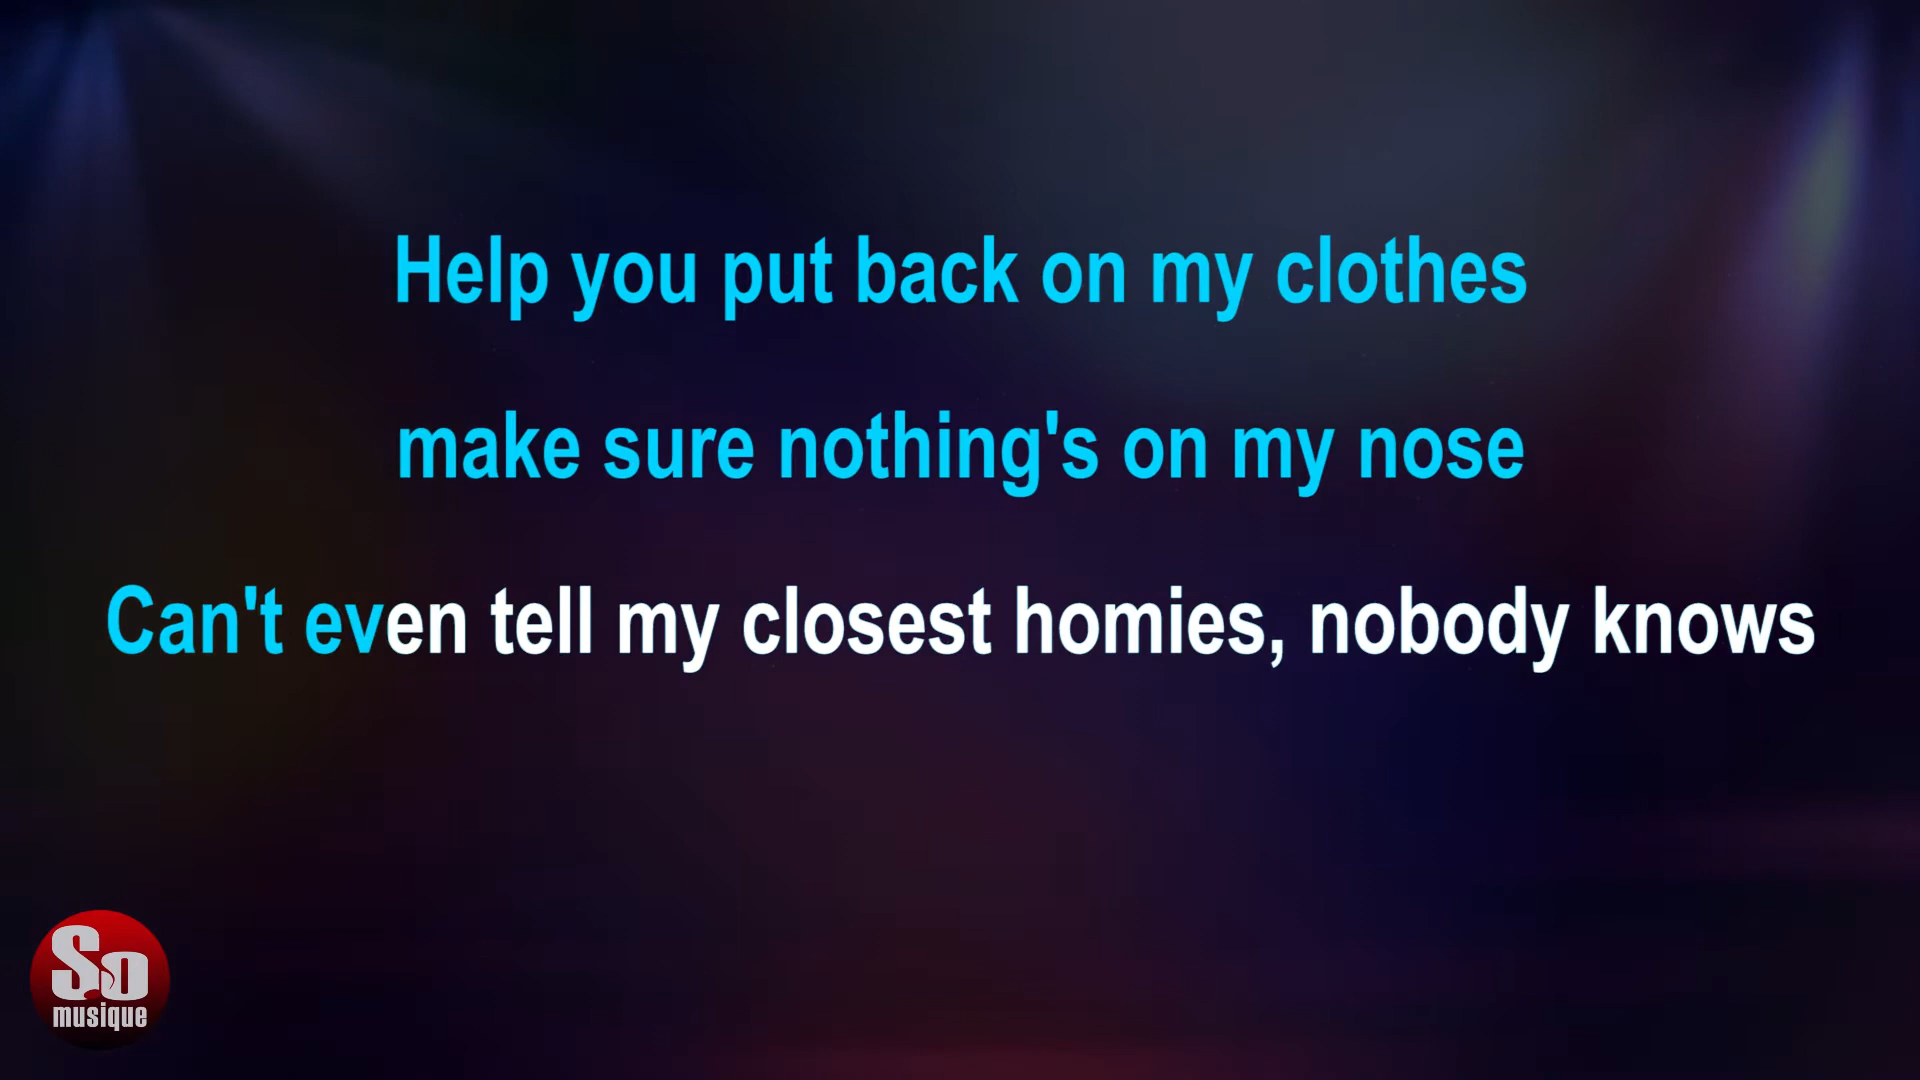 Help you put back on my clothes
make sure nothing's on my nose
Can't even tell my closest homies, nobody knows
So
musique